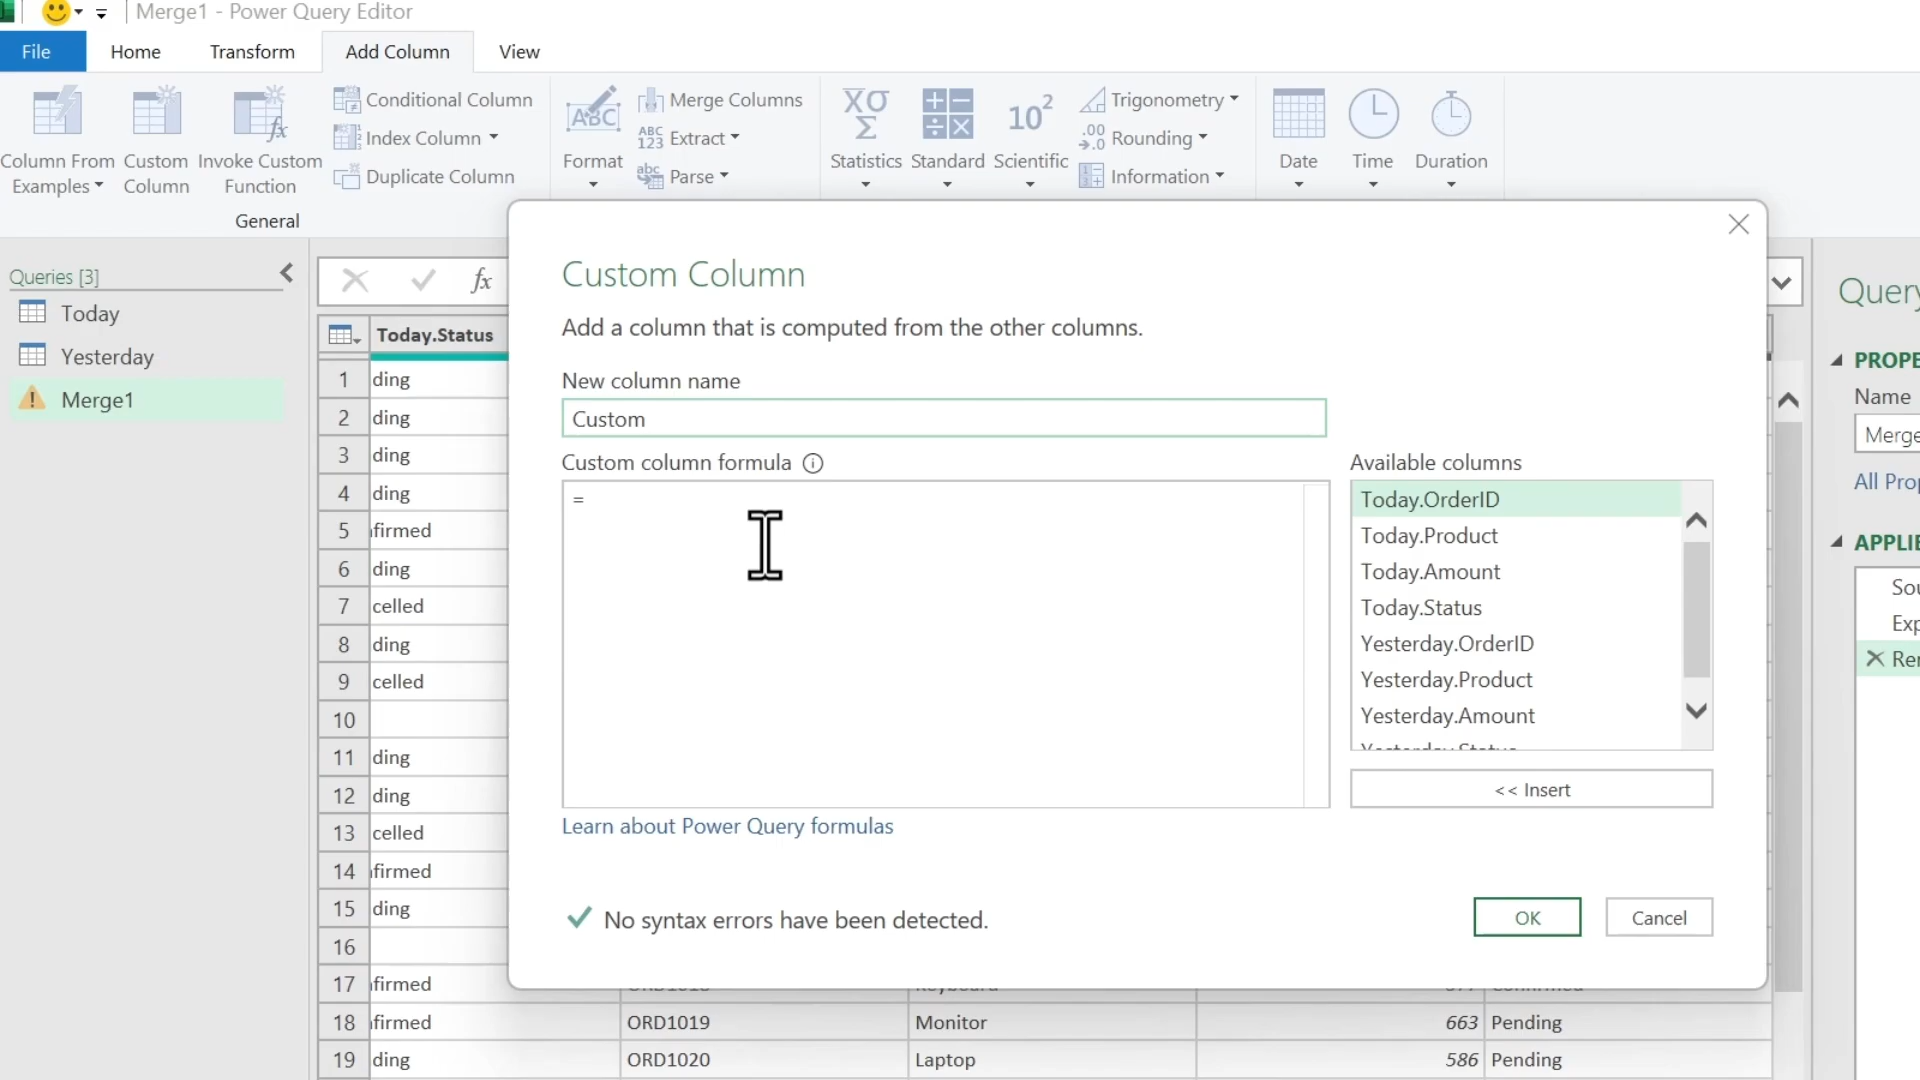 Merge1 - Power Query Editor
File Home Transform Add Column View
Column From Examples
Custom Column
Invoke Custom Function
Conditional Column
Index Column
Duplicate Column
General
Format
Merge Columns
Extract
Parse
Statistics
Standard
Scientific
Trigonometry
Rounding
Information
Date
Time
Duration
Queries [3]
Today
Yesterday
Merge1
fx
Today.Status
1 ding
2 ding
3 ding
4 ding
5 firmed
6 ding
7 celled
8 ding
9 celled
10
11 ding
12 ding
13 celled
14 firmed
15 ding
16
17 firmed
18 firmed ORD1019 Monitor 663 Pending
19 ding ORD1020 Laptop 586 Pending
Custom Column
Add a column that is computed from the other columns.
New column name
Custom
Custom column formula
=
Available columns
Today.OrderID
Today.Product
Today.Amount
Today.Status
Yesterday.OrderID
Yesterday.Product
Yesterday.Amount
<< Insert
Learn about Power Query formulas
No syntax errors have been detected.
OK
Cancel
Query
PROPE
Name
Merge
All Prop
APPLIE
Sou
Exp
Rer